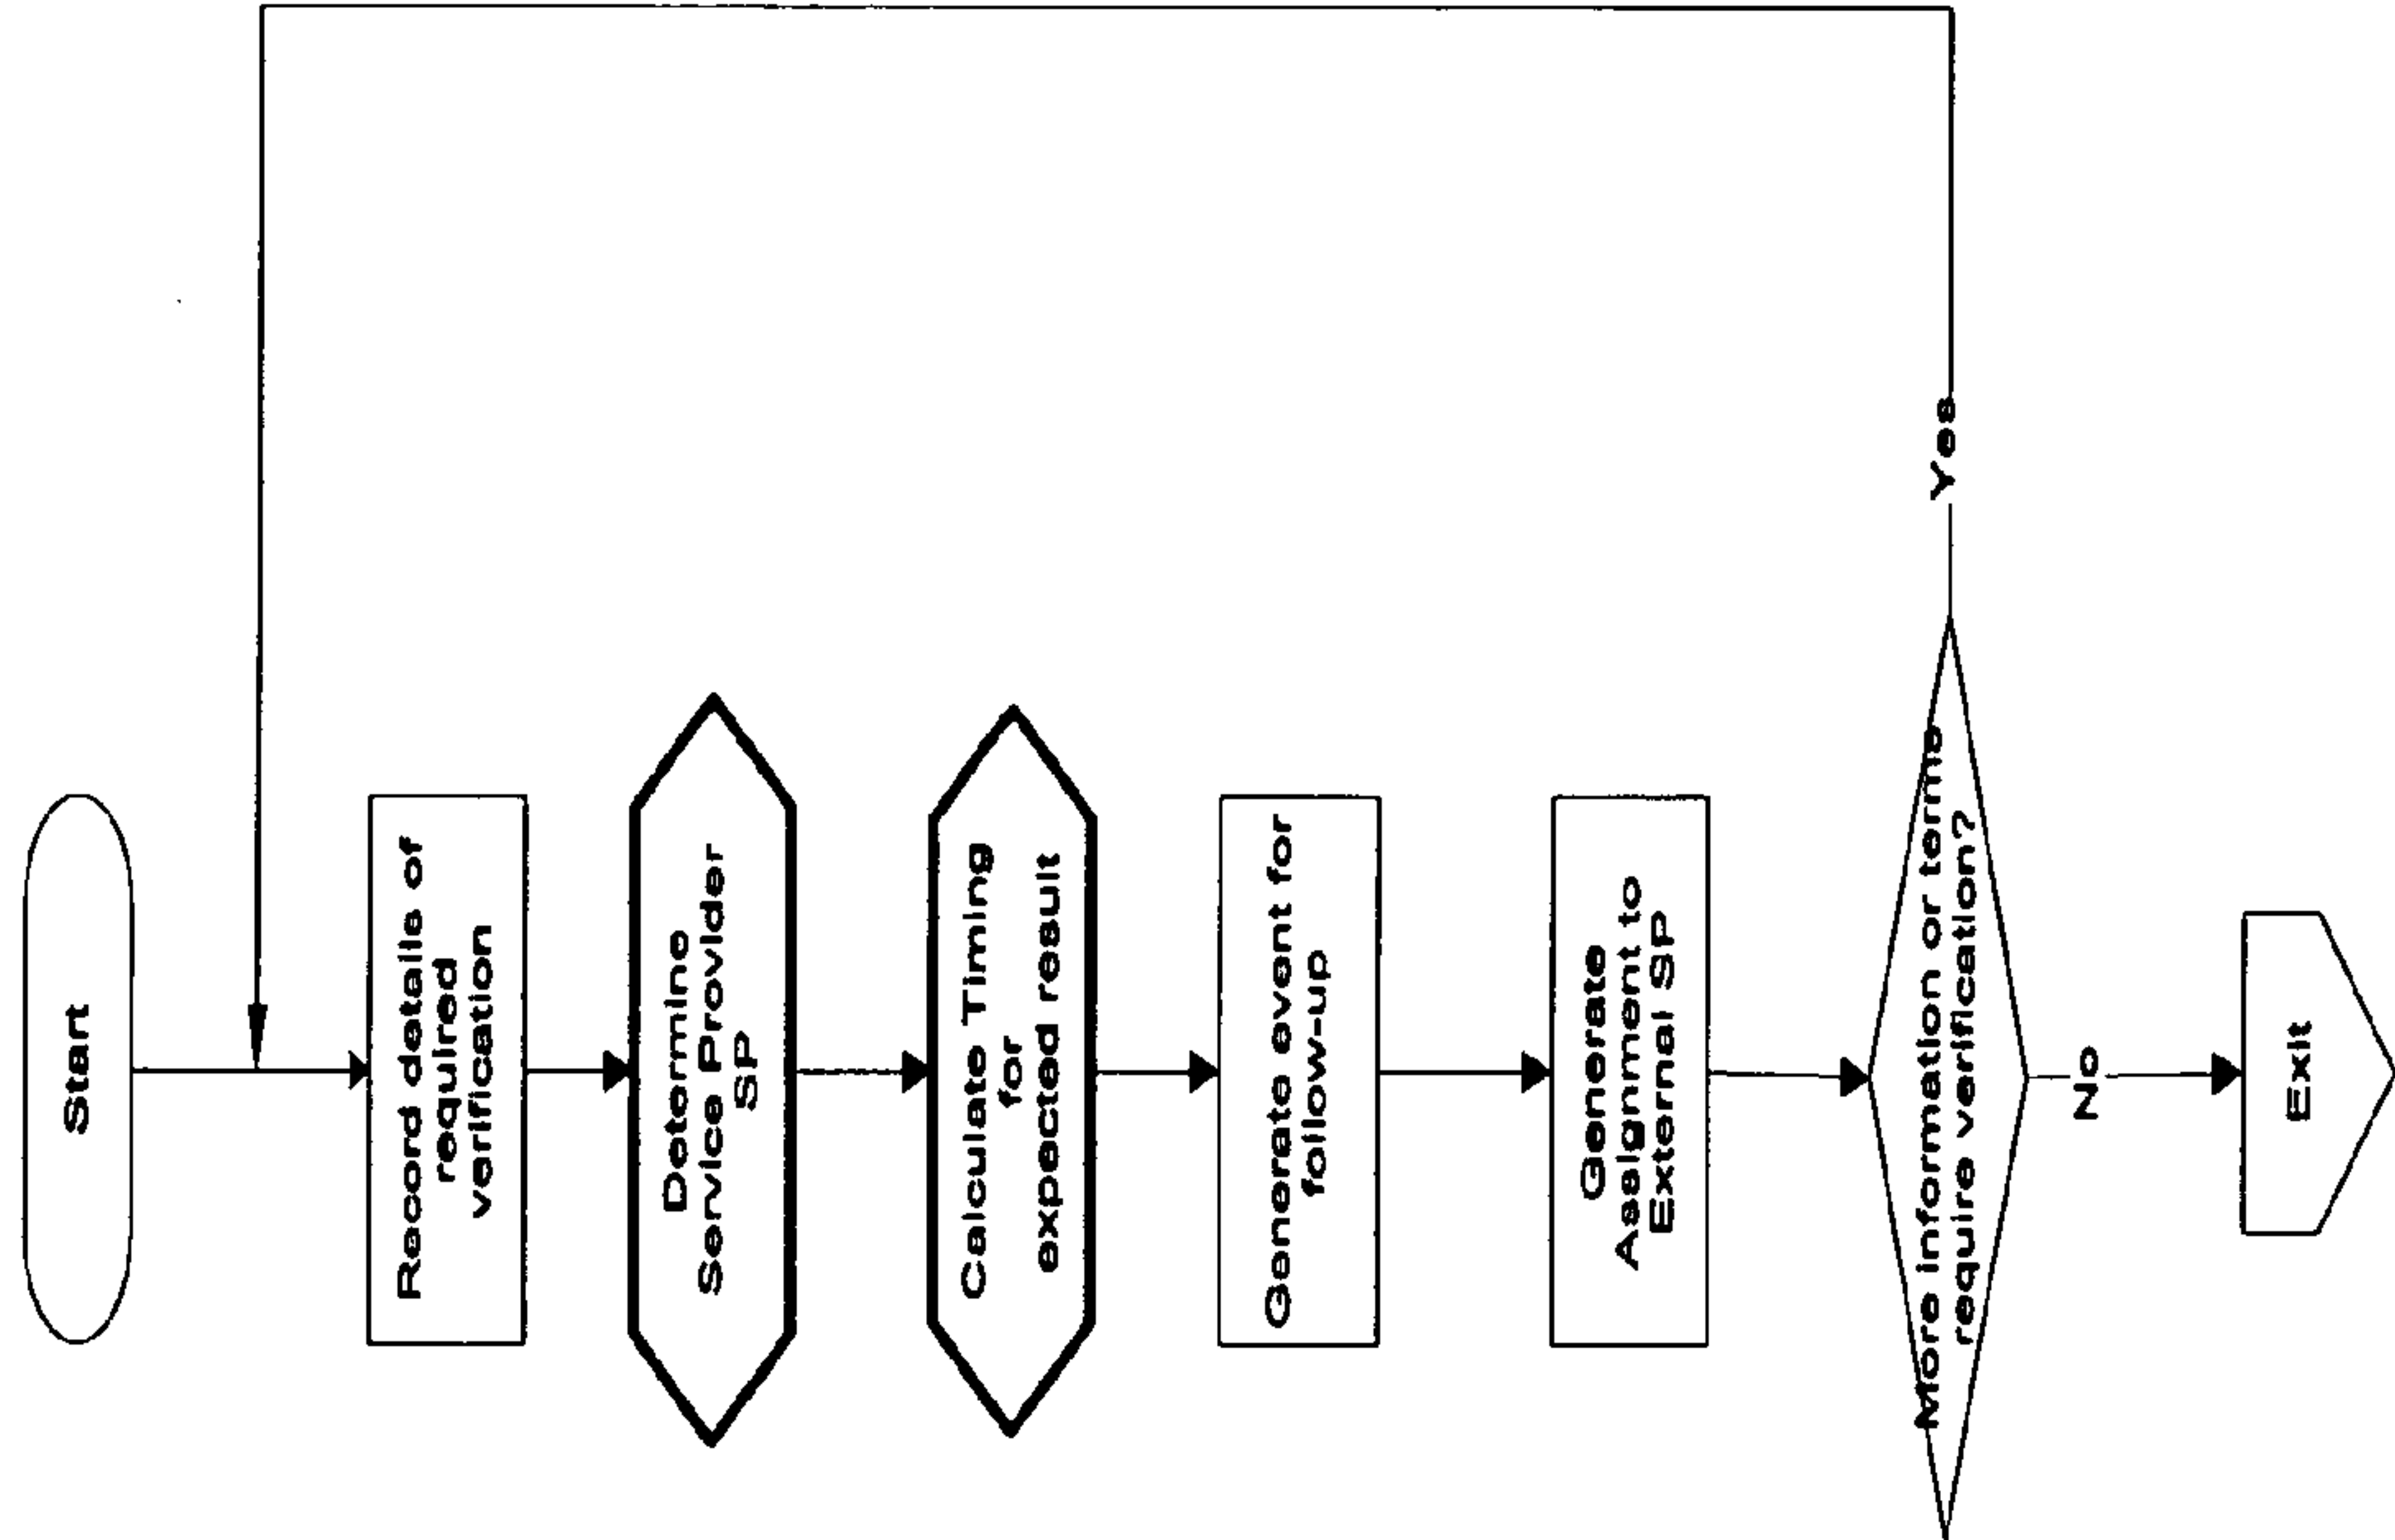 Start
Record details of
required
verification
Determine
Service Provider
SP
Calculate Timing
for
expected result
Generate event for
follow-up
Generate
Assignment to
External SP
More information or terms
require verification?
Yes
No
Exit